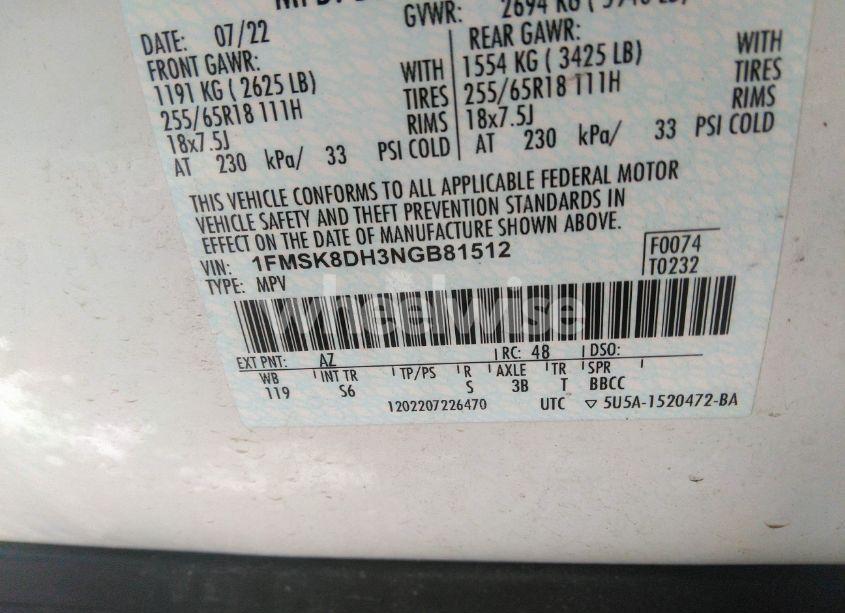 GVWR: 2694 KG
DATE: 07/22
FRONT GAWR:
1191 KG ( 2625 LB) WITH
255/65R18 111H TIRES
18x7.5J RIMS
AT 230 kPa/ 33 PSI COLD
REAR GAWR:
1554 KG ( 3425 LB) WITH
255/65R18 111H TIRES
18x7.5J RIMS
AT 230 kPa/ 33 PSI COLD
THIS VEHICLE CONFORMS TO ALL APPLICABLE FEDERAL MOTOR
VEHICLE SAFETY AND THEFT PREVENTION STANDARDS IN
EFFECT ON THE DATE OF MANUFACTURE SHOWN ABOVE.
VIN: 1FMSK8DH3NGB81512 F0074
TYPE: MPV T0232
wheelwise
EXT PNT: AZ RC: 48 DSO:
WB INT TR TP/PS R AXLE TR SPR
119 S6 S 3B T BBCC
1202207226470 UTC ▽ 5U5A-1520472-BA